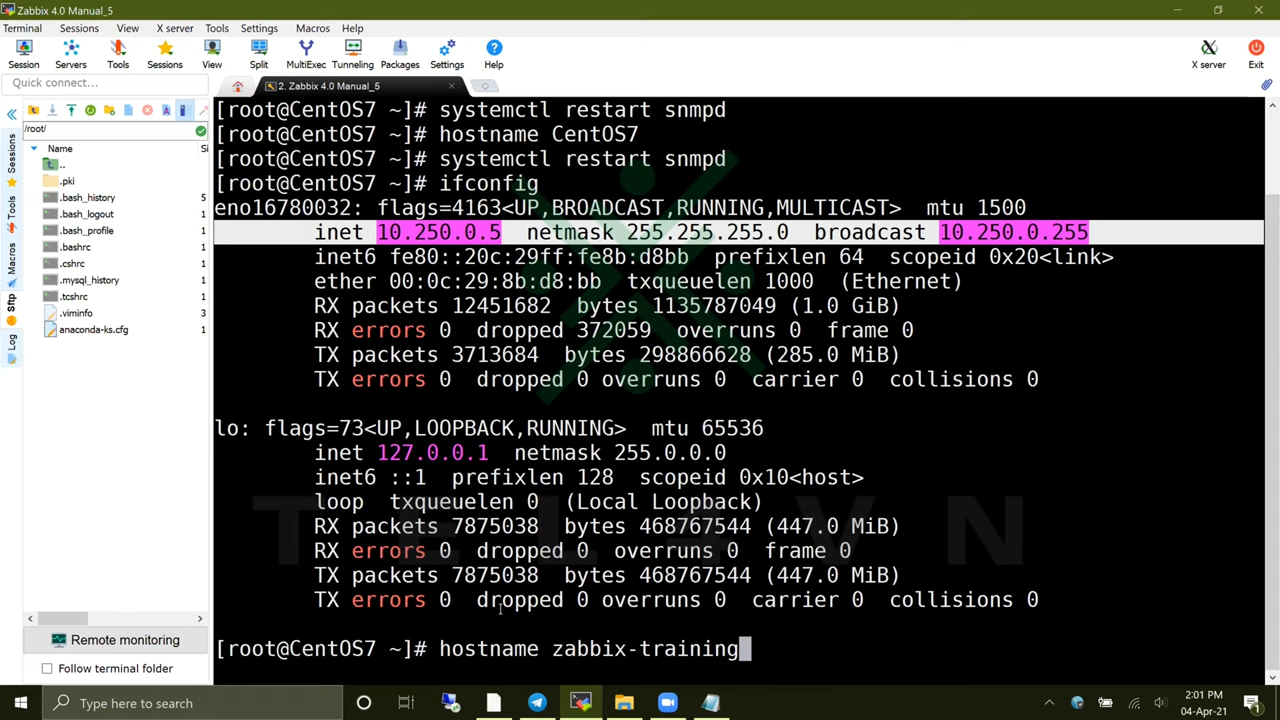 Zabbix 4.0 Manual_5
Terminal Sessions View X server Tools Settings Macros Help
Session Servers Tools Sessions View Split MultiExec Tunneling Packages Settings Help X server Exit
Quick connect...
2. Zabbix 4.0 Manual_5
/root/
Name Si
..
.pki
.bash_history 5
.bash_logout 1
.bash_profile 1
.bashrc 1
.cshrc 1
.mysql_history 1
.tcshrc 1
.viminfo 3
anaconda-ks.cfg 1
Sessions
Tools
Macros
Sftp
Log
Remote monitoring
Follow terminal folder
[root@CentOS7 ~]# systemctl restart snmpd
[root@CentOS7 ~]# hostname CentOS7
[root@CentOS7 ~]# systemctl restart snmpd
[root@CentOS7 ~]# ifconfig
eno16780032: flags=4163<UP,BROADCAST,RUNNING,MULTICAST>  mtu 1500
        inet 10.250.0.5  netmask 255.255.255.0  broadcast 10.250.0.255
        inet6 fe80::20c:29ff:fe8b:d8bb  prefixlen 64  scopeid 0x20<link>
        ether 00:0c:29:8b:d8:bb  txqueuelen 1000  (Ethernet)
        RX packets 12451682  bytes 1135787049 (1.0 GiB)
        RX errors 0  dropped 372059  overruns 0  frame 0
        TX packets 3713684  bytes 298866628 (285.0 MiB)
        TX errors 0  dropped 0 overruns 0  carrier 0  collisions 0
lo: flags=73<UP,LOOPBACK,RUNNING>  mtu 65536
        inet 127.0.0.1  netmask 255.0.0.0
        inet6 ::1  prefixlen 128  scopeid 0x10<host>
        loop  txqueuelen 0  (Local Loopback)
        RX packets 7875038  bytes 468767544 (447.0 MiB)
        RX errors 0  dropped 0  overruns 0  frame 0
        TX packets 7875038  bytes 468767544 (447.0 MiB)
        TX errors 0  dropped 0 overruns 0  carrier 0  collisions 0
[root@CentOS7 ~]# hostname zabbix-training
TEL4VN
Type here to search
2:01 PM
04-Apr-21
1